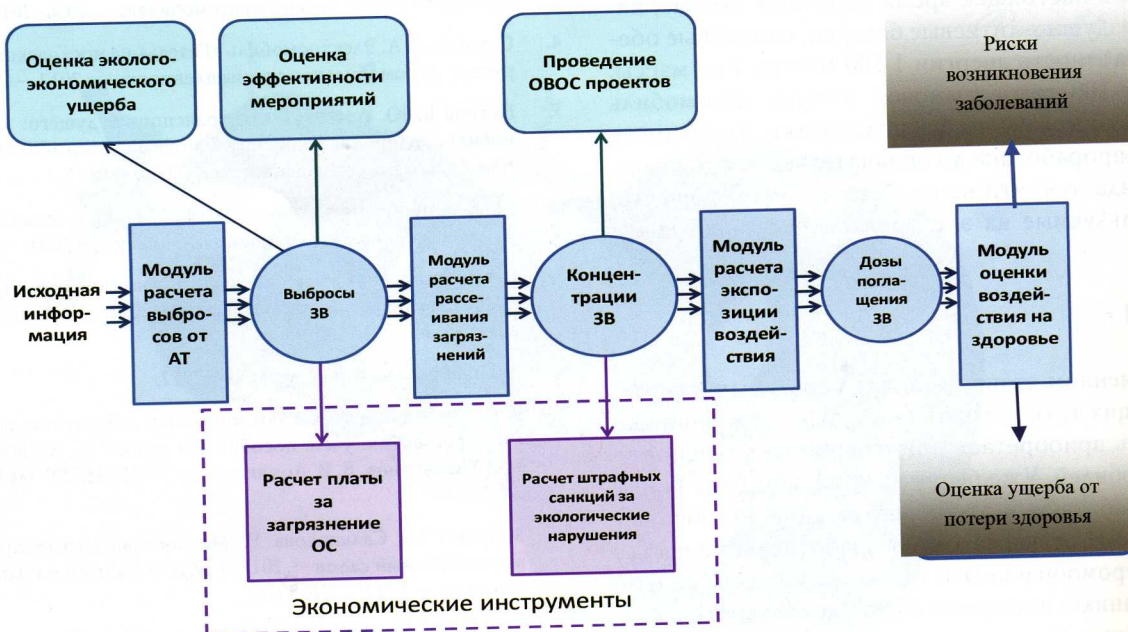 Оценка эколого-
экономического
ущерба
Оценка
эффективности
мероприятий
Проведение
ОВОС проектов
Риски
возникновения
заболеваний
Исходная
инфор-
мация
Модуль
расчета
выбро-
сов от
АТ
Выбросы
ЗВ
Модуль
расчета
рассе-
ивания
загряз-
нений
Концен-
трации
ЗВ
Модуль
расчета
экспо-
зиции
воздей-
ствия
Дозы
погла-
щения
ЗВ
Модуль
оценки
воздей-
ствия на
здоровье
Расчет платы
за
загрязнение
ОС
Расчет штрафных
санкций за
экологические
нарушения
Оценка ущерба от
потери здоровья
Экономические инструменты